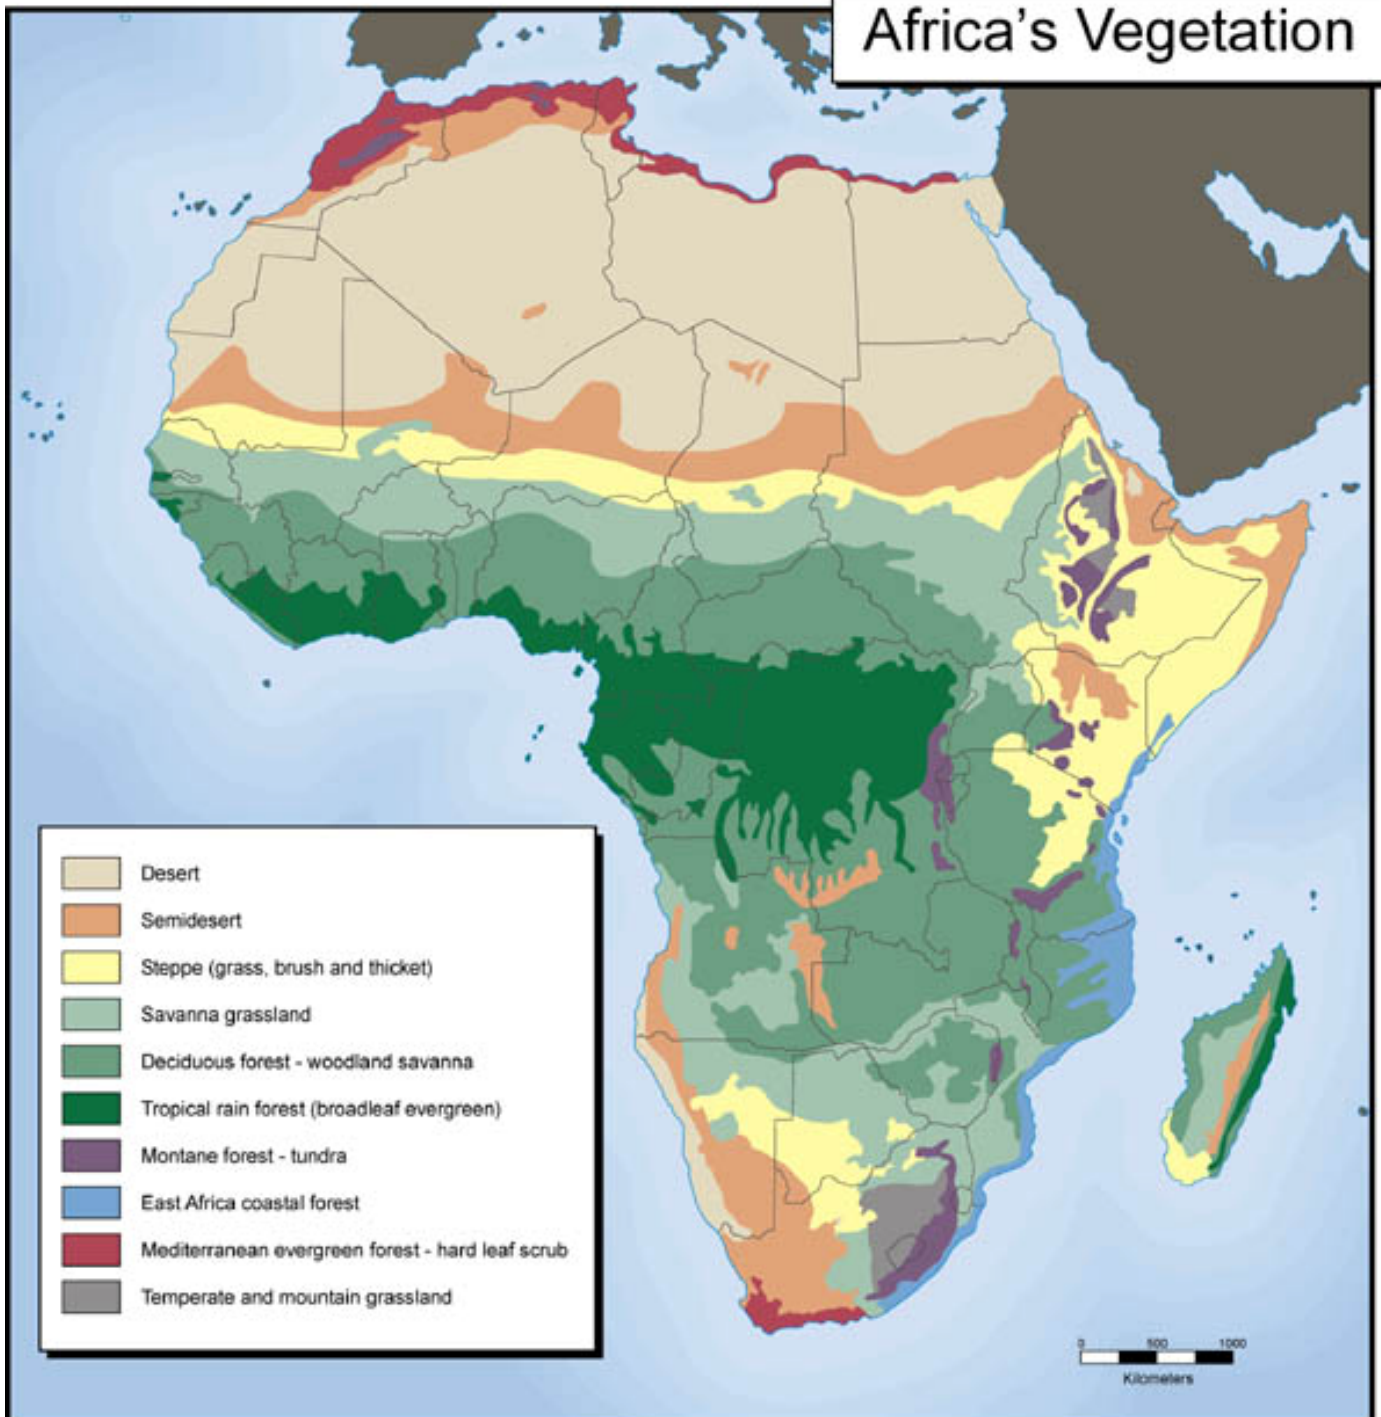 Africa's Vegetation
Desert
Semidesert
Steppe (grass, brush and thicket)
Savanna grassland
Deciduous forest - woodland savanna
Tropical rain forest (broadleaf evergreen)
Montane forest - tundra
East Africa coastal forest
Mediterranean evergreen forest - hard leaf scrub
Temperate and mountain grassland
0 500 1000
Kilometers